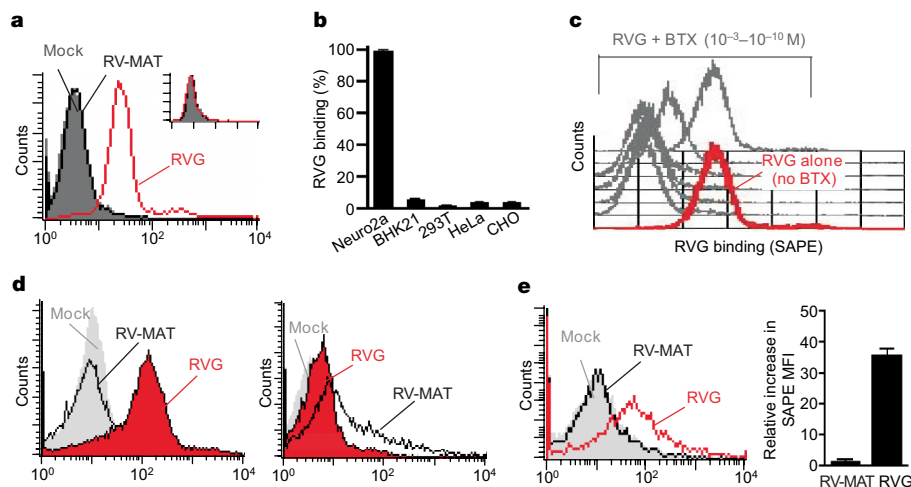 a
Mock
RV-MAT
RVG
Counts
10⁰ 10² 10⁴
b
RVG binding (%)
100
80
60
40
20
0
Neuro2a
BHK21
293T
HeLa
CHO
c
RVG + BTX (10⁻³–10⁻¹⁰ M)
Counts
RVG alone
(no BTX)
RVG binding (SAPE)
d
Mock
RV-MAT
RVG
Counts
10⁰ 10² 10⁴
Mock
RVG
RV-MAT
Counts
10⁰ 10² 10⁴
e
Mock
RV-MAT
RVG
Counts
10⁰ 10¹ 10² 10³ 10⁴
Relative increase in
SAPE MFI
50
40
30
20
10
0
RV-MAT RVG